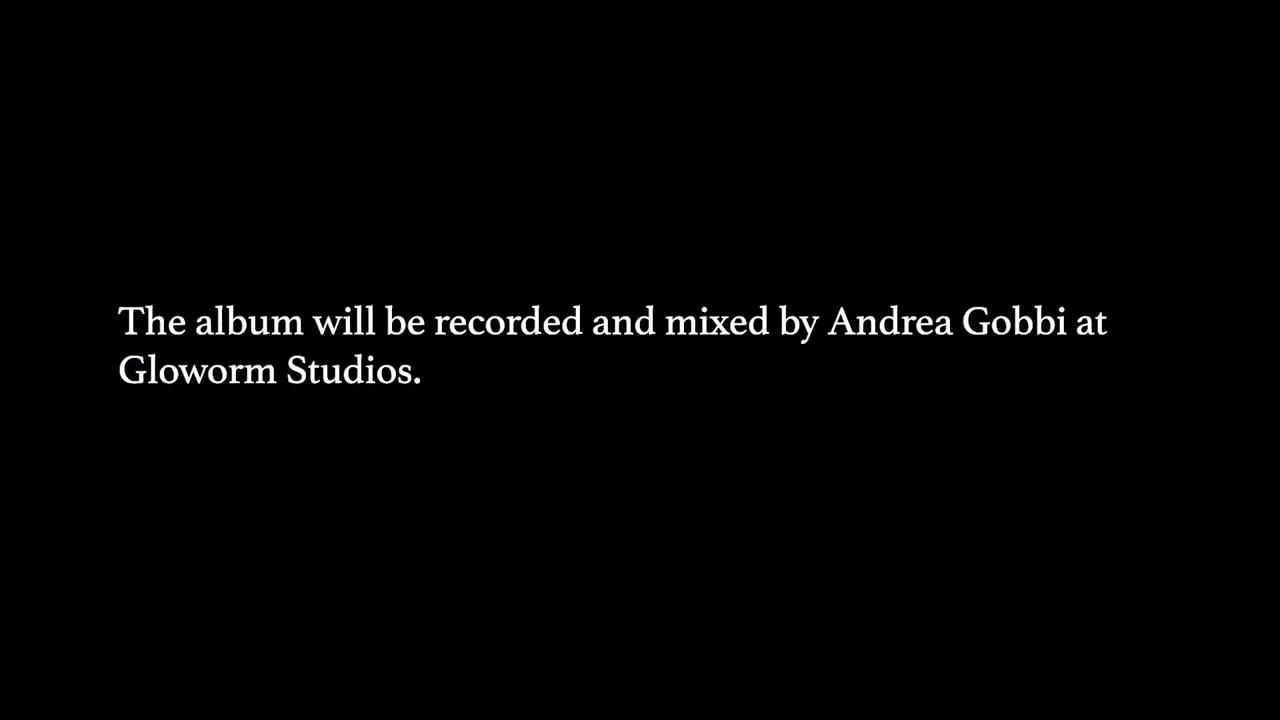 The album will be recorded and mixed by Andrea Gobbi at
Gloworm Studios.